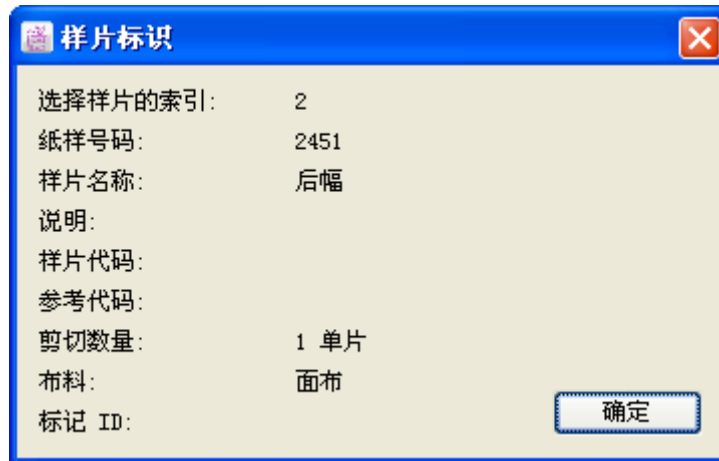 样片标识
选择样片的索引: 2
纸样号码: 2451
样片名称: 后幅
说明:
样片代码:
参考代码:
剪切数量: 1 单片
布料: 面布
标记 ID:
确定